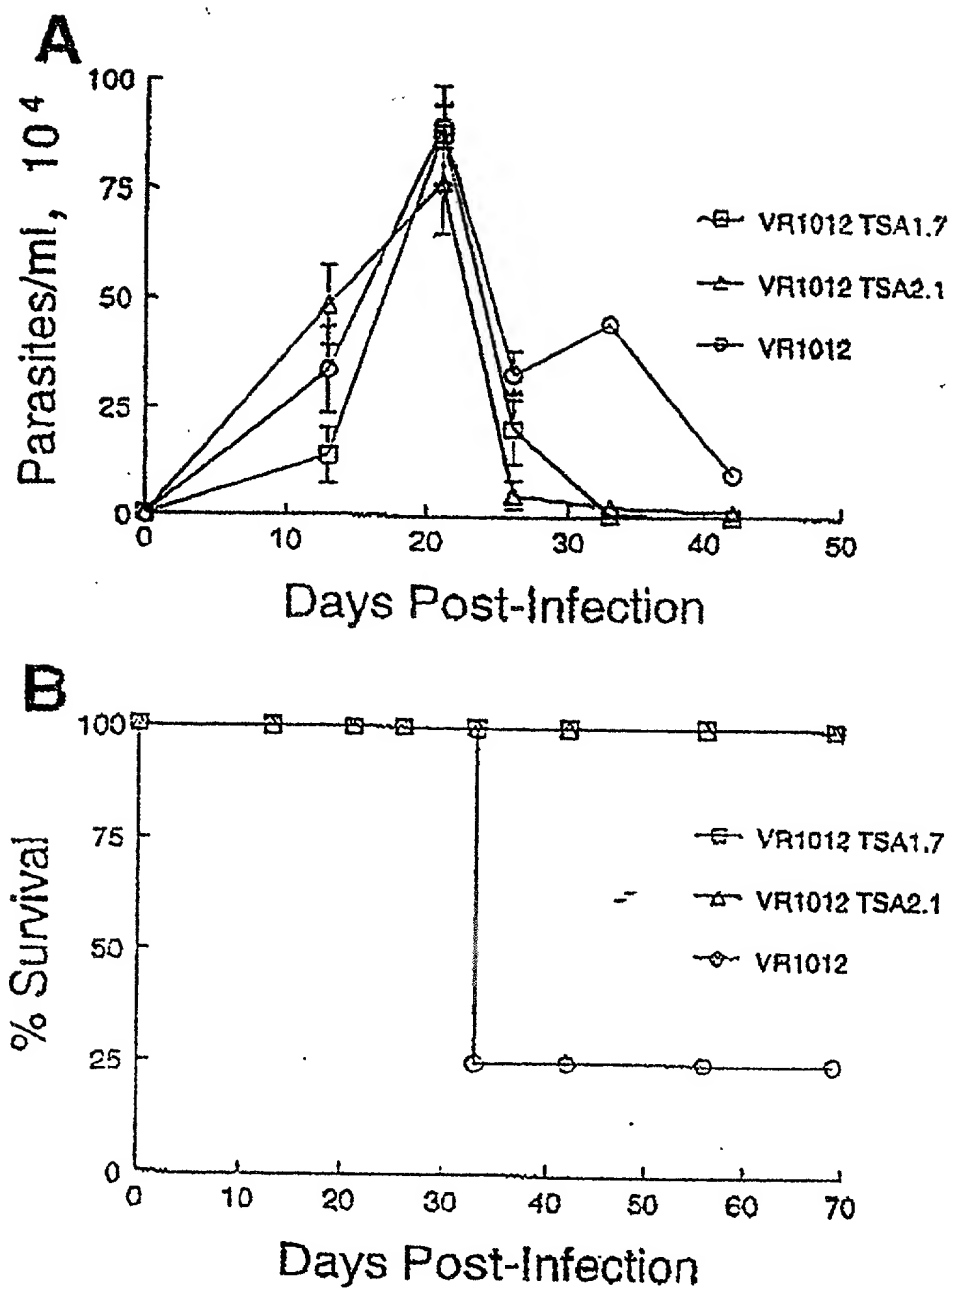 A
Parasites/ml, 10⁴
100
75
50
25
0
0 10 20 30 40 50
Days Post-Infection
VR1012 TSA1.7
VR1012 TSA2.1
VR1012
B
% Survival
100
75
50
25
0
0 10 20 30 40 50 60 70
Days Post-Infection
VR1012 TSA1.7
VR1012 TSA2.1
VR1012